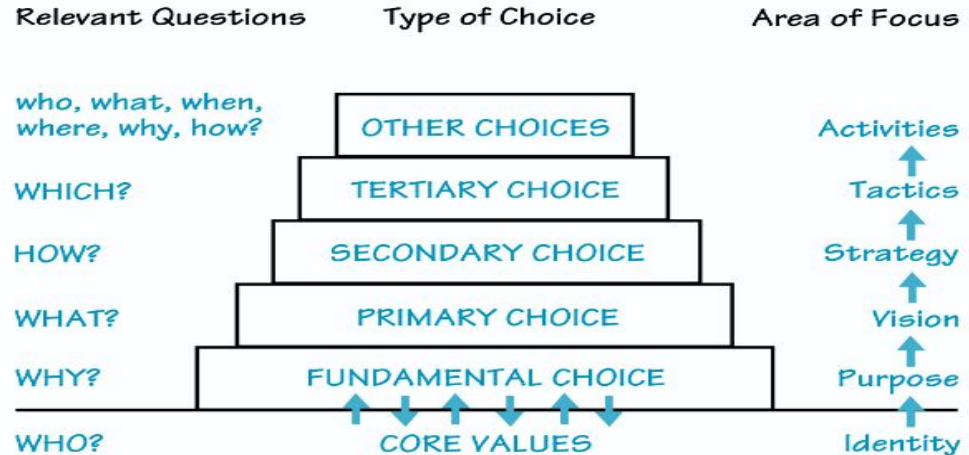 Relevant Questions Type of Choice Area of Focus
who, what, when,
where, why, how? OTHER CHOICES Activities
WHICH? TERTIARY CHOICE Tactics
HOW? SECONDARY CHOICE Strategy
WHAT? PRIMARY CHOICE Vision
WHY? FUNDAMENTAL CHOICE Purpose
WHO? CORE VALUES Identity